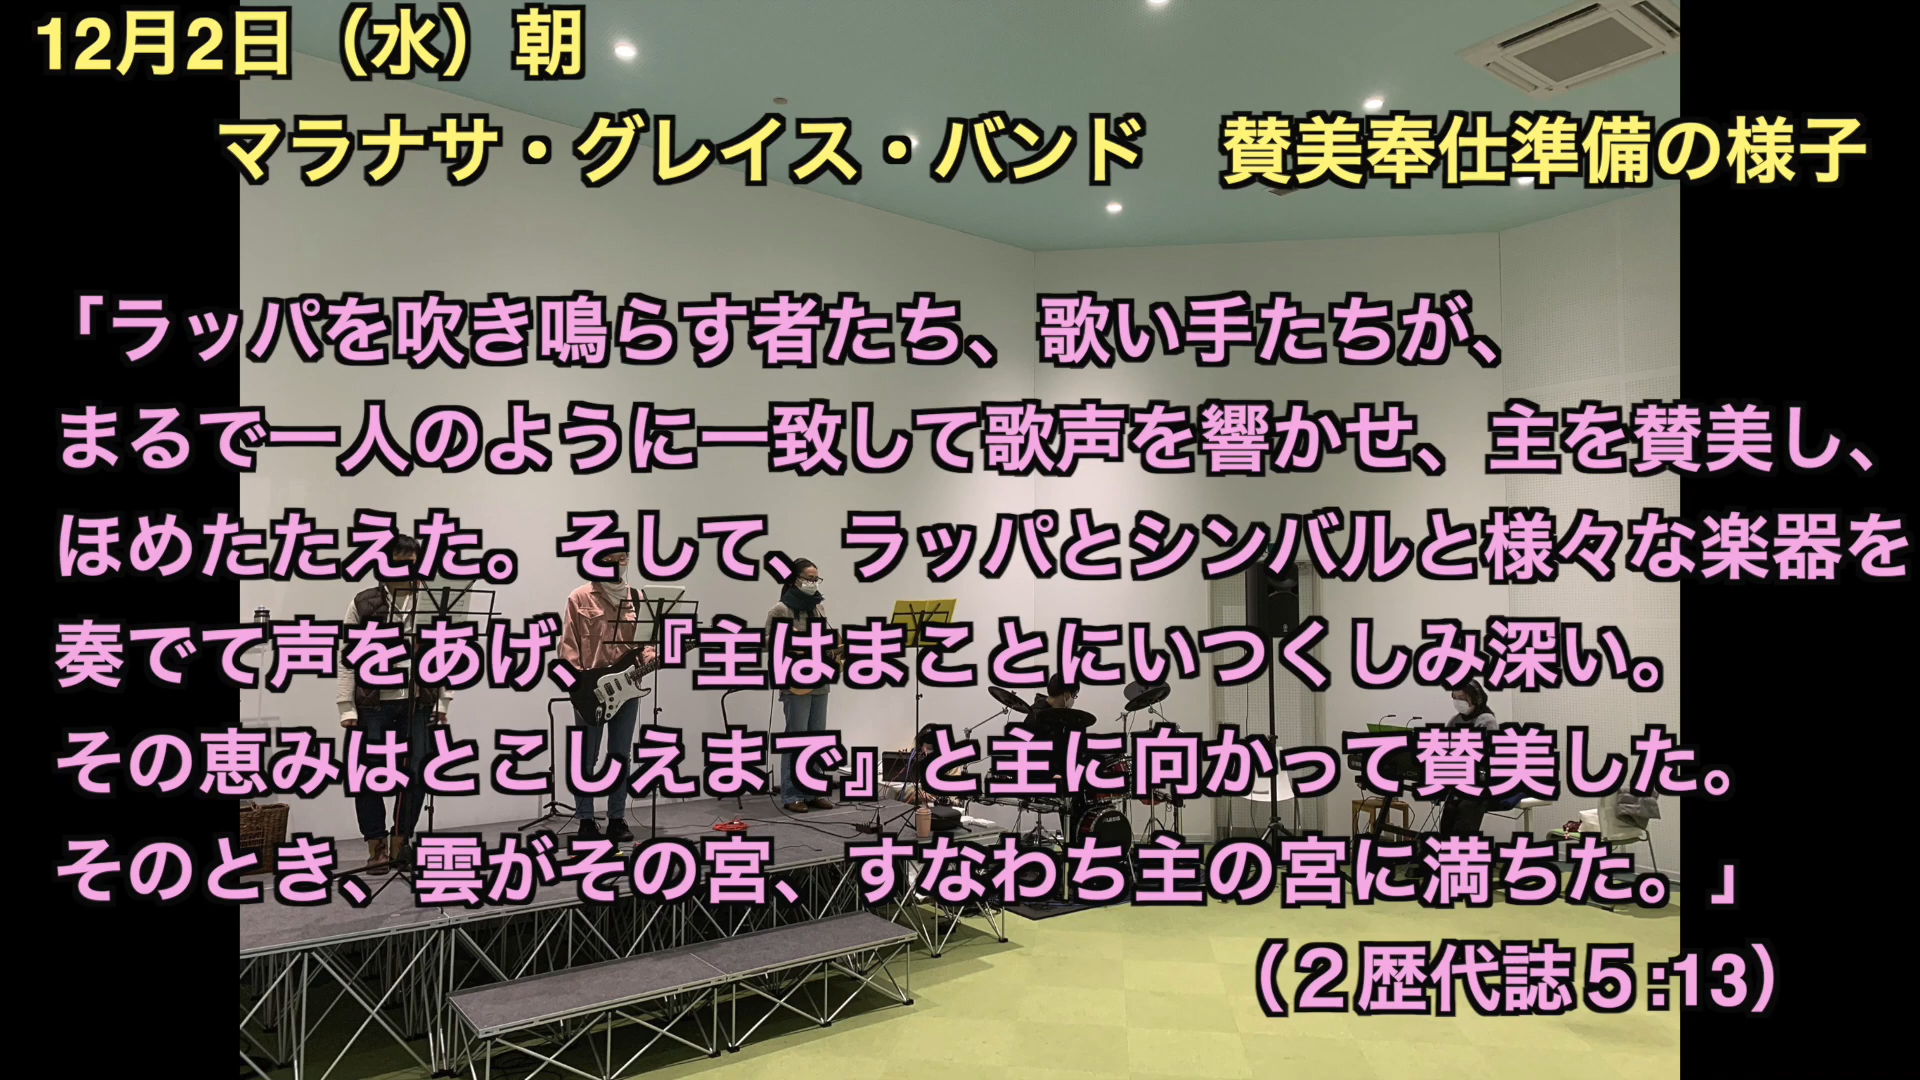 12月2日（水）朝
マラナサ・グレイス・バンド　賛美奉仕準備の様子
「ラッパを吹き鳴らす者たち、歌い手たちが、
まるで一人のように一致して歌声を響かせ、主を賛美し、
ほめたたえた。そして、ラッパとシンバルと様々な楽器を
奏でて声をあげ、『主はまことにいつくしみ深い。
その恵みはとこしえまで』と主に向かって賛美した。
そのとき、雲がその宮、すなわち主の宮に満ちた。」
（２歴代誌５:13）